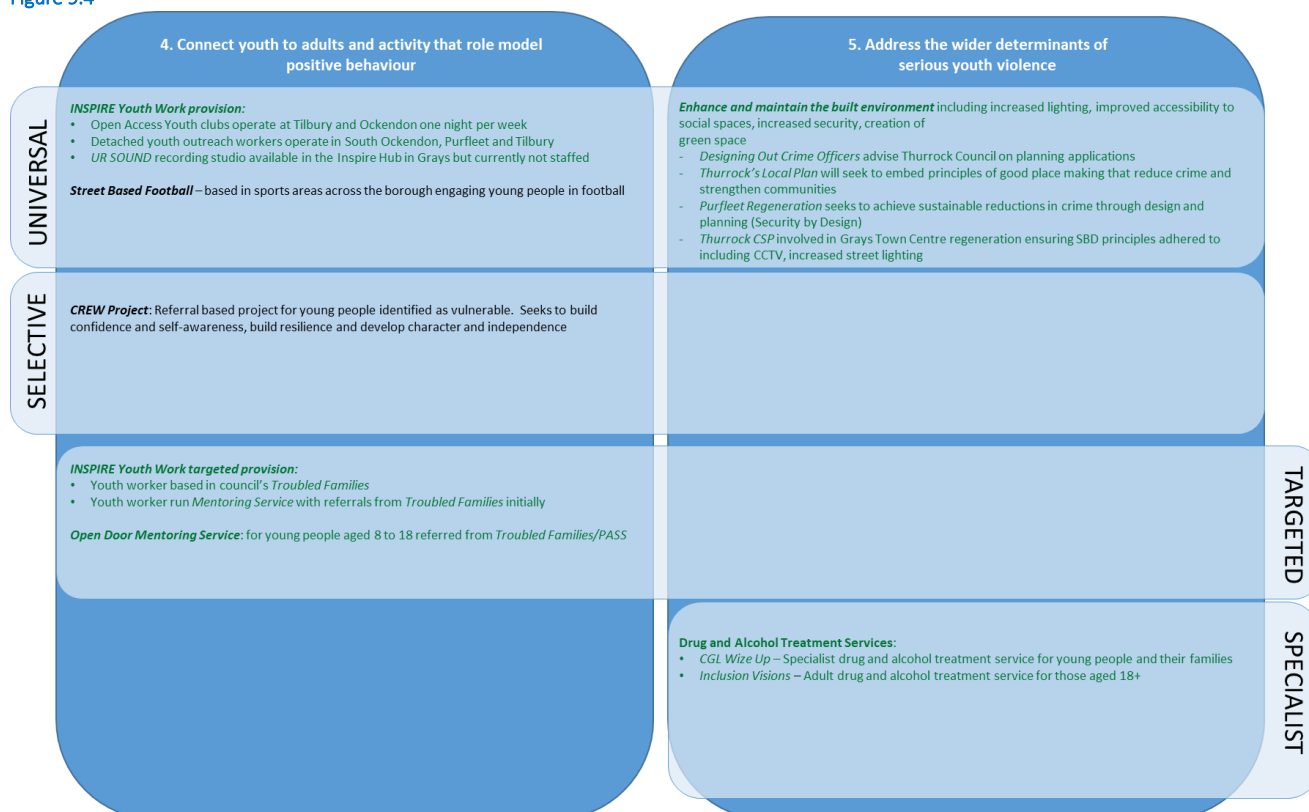 4. Connect youth to adults and activity that role model
positive behaviour
5. Address the wider determinants of
serious youth violence
UNIVERSAL
INSPIRE Youth Work provision:
• Open Access Youth clubs operate at Tilbury and Ockendon one night per week
• Detached youth outreach workers operate in South Ockendon, Purfleet and Tilbury
• UR SOUND recording studio available in the Inspire Hub in Grays but currently not staffed
Street Based Football – based in sports areas across the borough engaging young people in football
Enhance and maintain the built environment including increased lighting, improved accessibility to
social spaces, increased security, creation of
green space
- Designing Out Crime Officers advise Thurrock Council on planning applications
- Thurrock's Local Plan will seek to embed principles of good place making that reduce crime and
strengthen communities
- Purfleet Regeneration seeks to achieve sustainable reductions in crime through design and
planning (Security by Design)
- Thurrock CSP involved in Grays Town Centre regeneration ensuring SBD principles adhered to
including CCTV, increased street lighting
SELECTIVE
CREW Project: Referral based project for young people identified as vulnerable. Seeks to build
confidence and self-awareness, build resilience and develop character and independence
INSPIRE Youth Work targeted provision:
• Youth worker based in council's Troubled Families
• Youth worker run Mentoring Service with referrals from Troubled Families initially
Open Door Mentoring Service: for young people aged 8 to 18 referred from Troubled Families/PASS
TARGETED
Drug and Alcohol Treatment Services:
• CGL Wize Up – Specialist drug and alcohol treatment service for young people and their families
• Inclusion Visions – Adult drug and alcohol treatment service for those aged 18+
SPECIALIST